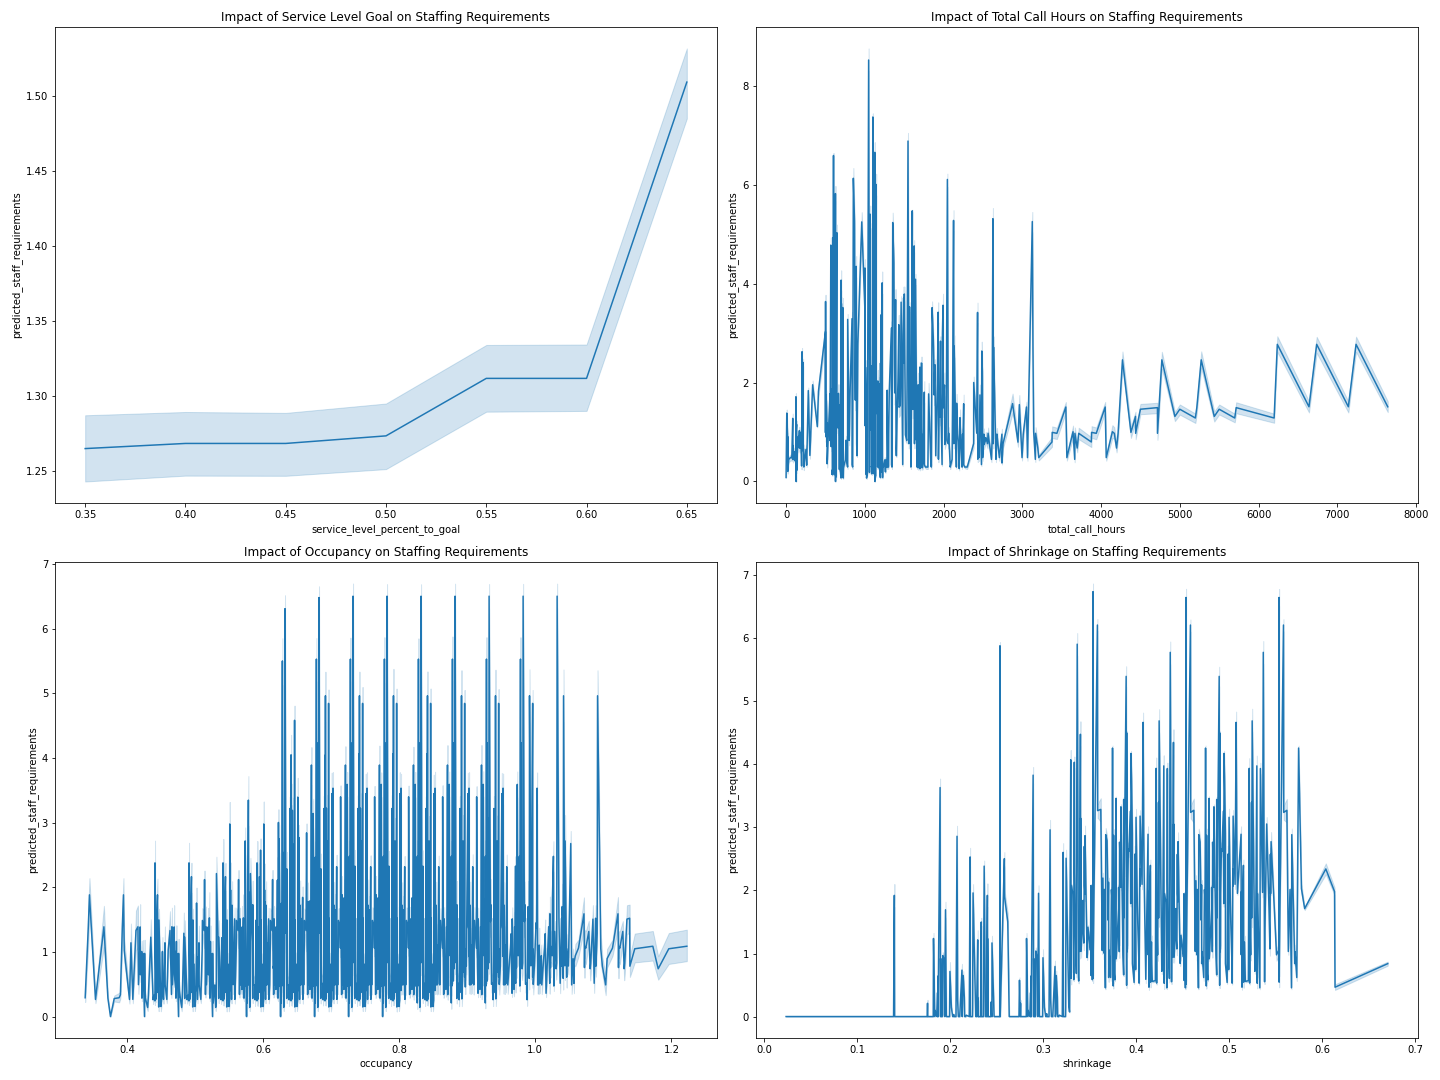 Impact of Service Level Goal on Staffing Requirements
predicted_staff_requirements
1.50
1.45
1.40
1.35
1.30
1.25
0.35 0.40 0.45 0.50 0.55 0.60 0.65
service_level_percent_to_goal
Impact of Total Call Hours on Staffing Requirements
predicted_staff_requirements
8
6
4
2
0
0 1000 2000 3000 4000 5000 6000 7000 8000
total_call_hours
Impact of Occupancy on Staffing Requirements
predicted_staff_requirements
7
6
5
4
3
2
1
0
0.4 0.6 0.8 1.0 1.2
occupancy
Impact of Shrinkage on Staffing Requirements
predicted_staff_requirements
7
6
5
4
3
2
1
0
0.0 0.1 0.2 0.3 0.4 0.5 0.6 0.7
shrinkage